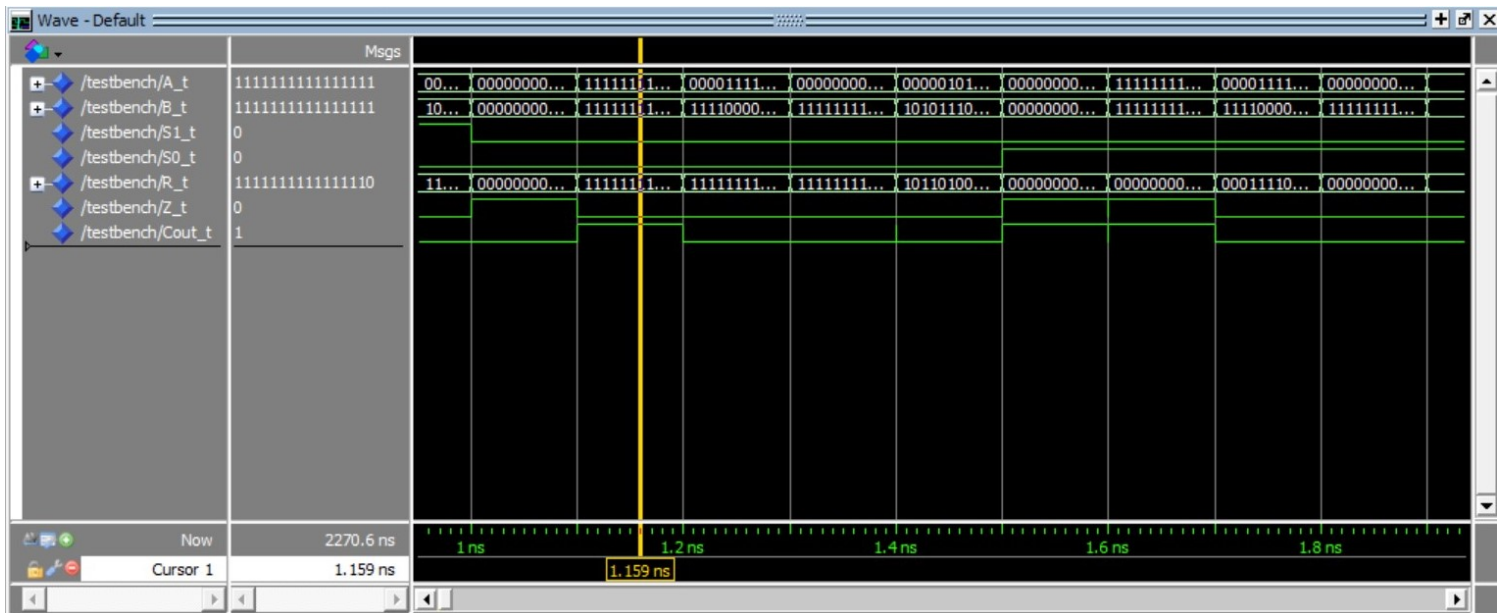 Wave - Default
Msgs
/testbench/A_t 1111111111111111 00... 00000000... 11111111... 00001111... 00000000... 00000101... 00000000... 11111111... 00001111... 00000000...
/testbench/B_t 1111111111111111 10... 00000000... 11111111... 11110000... 11111111... 10101110... 00000000... 11111111... 11110000... 11111111...
/testbench/S1_t 0
/testbench/S0_t 0
/testbench/R_t 1111111111111110 11... 00000000... 11111111... 11111111... 11111111... 10110100... 00000000... 00000000... 00011110... 00000000...
/testbench/Z_t 0
/testbench/Cout_t 1
Now 2270.6 ns 1 ns 1.2 ns 1.4 ns 1.6 ns 1.8 ns
Cursor 1 1.159 ns 1.159 ns